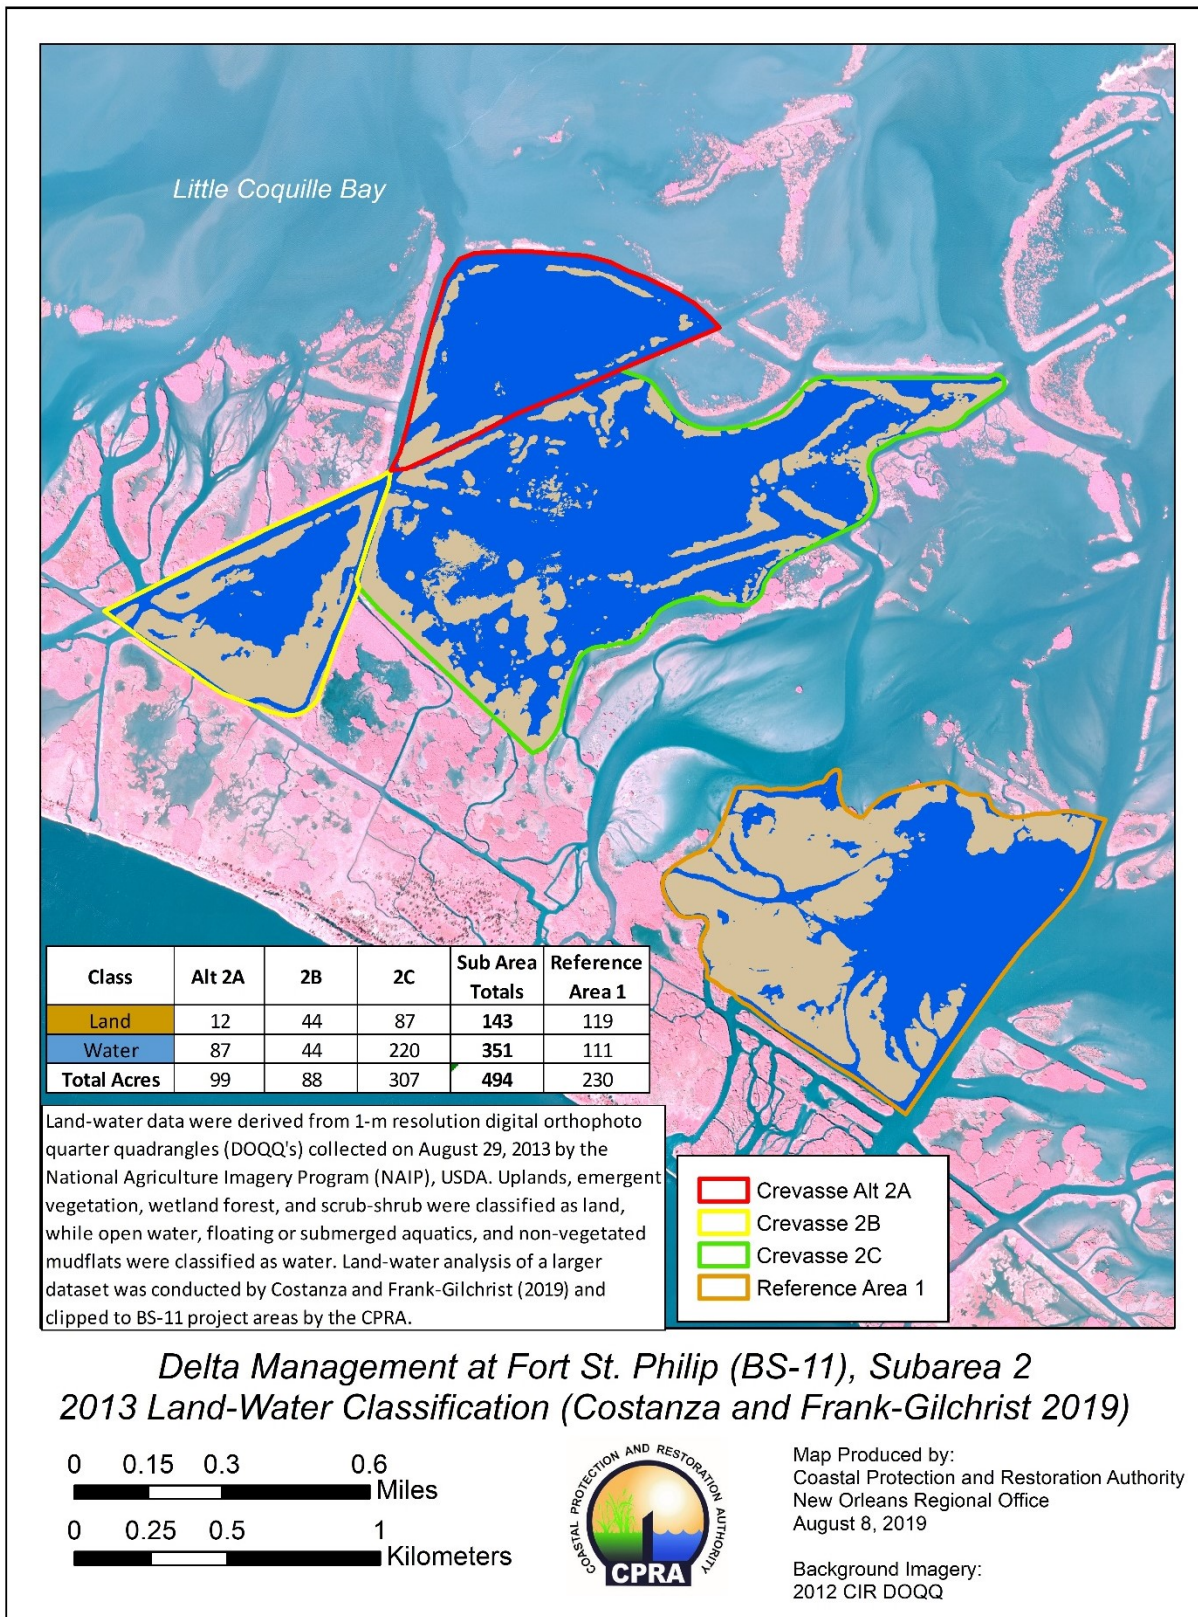 Little Coquille Bay
Class Alt 2A 2B 2C Sub Area Totals Reference Area 1
Land 12 44 87 143 119
Water 87 44 220 351 111
Total Acres 99 88 307 494 230
Land-water data were derived from 1-m resolution digital orthophoto
quarter quadrangles (DOQQ's) collected on August 29, 2013 by the
National Agriculture Imagery Program (NAIP), USDA. Uplands, emergent
vegetation, wetland forest, and scrub-shrub were classified as land,
while open water, floating or submerged aquatics, and non-vegetated
mudflats were classified as water. Land-water analysis of a larger
dataset was conducted by Costanza and Frank-Gilchrist (2019) and
clipped to BS-11 project areas by the CPRA.
Crevasse Alt 2A
Crevasse 2B
Crevasse 2C
Reference Area 1
Delta Management at Fort St. Philip (BS-11), Subarea 2
2013 Land-Water Classification (Costanza and Frank-Gilchrist 2019)
0 0.15 0.3 0.6
Miles
0 0.25 0.5 1
Kilometers
COASTAL PROTECTION AND RESTORATION AUTHORITY
CPRA
Map Produced by:
Coastal Protection and Restoration Authority
New Orleans Regional Office
August 8, 2019
Background Imagery:
2012 CIR DOQQ